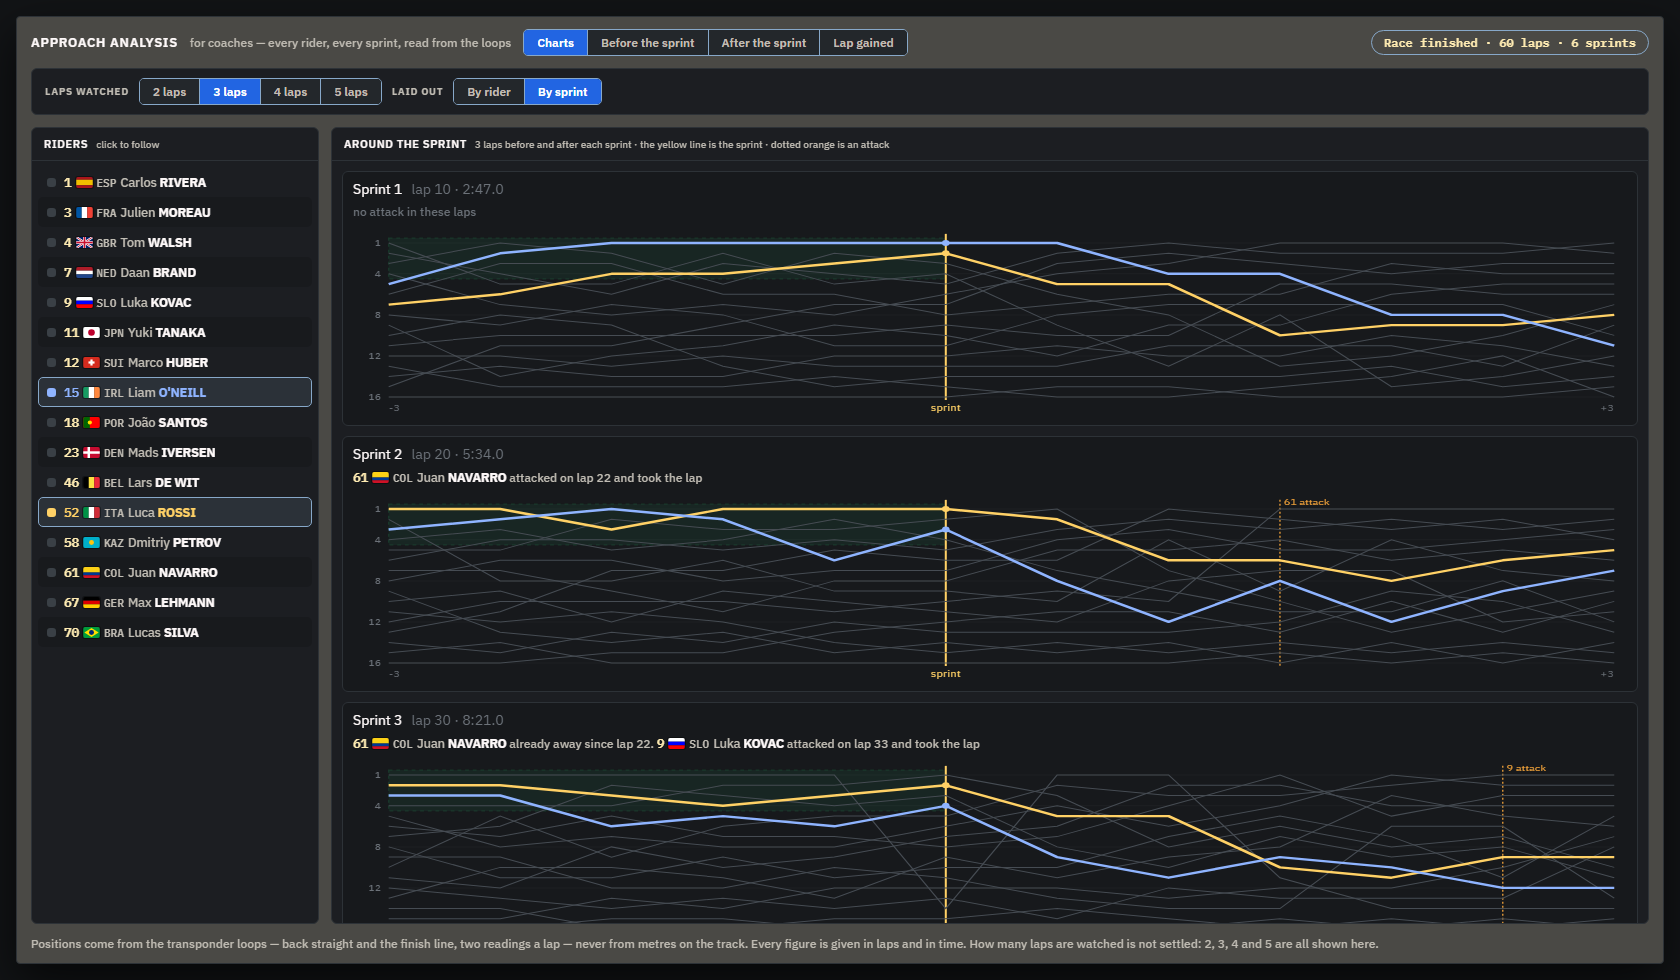 APPROACH ANALYSIS for coaches — every rider, every sprint, read from the loops Charts Before the sprint After the sprint Lap gained Race finished · 60 laps · 6 sprints
LAPS WATCHED 2 laps 3 laps 4 laps 5 laps LAID OUT By rider By sprint
RIDERS click to follow
1 ESP Carlos RIVERA
3 FRA Julien MOREAU
4 GBR Tom WALSH
7 NED Daan BRAND
9 SLO Luka KOVAC
11 JPN Yuki TANAKA
12 SUI Marco HUBER
15 IRL Liam O'NEILL
18 POR João SANTOS
23 DEN Mads IVERSEN
46 BEL Lars DE WIT
52 ITA Luca ROSSI
58 KAZ Dmitriy PETROV
61 COL Juan NAVARRO
67 GER Max LEHMANN
70 BRA Lucas SILVA
AROUND THE SPRINT 3 laps before and after each sprint · the yellow line is the sprint · dotted orange is an attack
Sprint 1 lap 10 · 2:47.0
no attack in these laps
1
4
8
12
16
-3 sprint +3
Sprint 2 lap 20 · 5:34.0
61 COL Juan NAVARRO attacked on lap 22 and took the lap
61 attack
1
4
8
12
16
-3 sprint +3
Sprint 3 lap 30 · 8:21.0
61 COL Juan NAVARRO already away since lap 22. 9 SLO Luka KOVAC attacked on lap 33 and took the lap
9 attack
1
4
8
12
Positions come from the transponder loops — back straight and the finish line, two readings a lap — never from metres on the track. Every figure is given in laps and in time. How many laps are watched is not settled: 2, 3, 4 and 5 are all shown here.